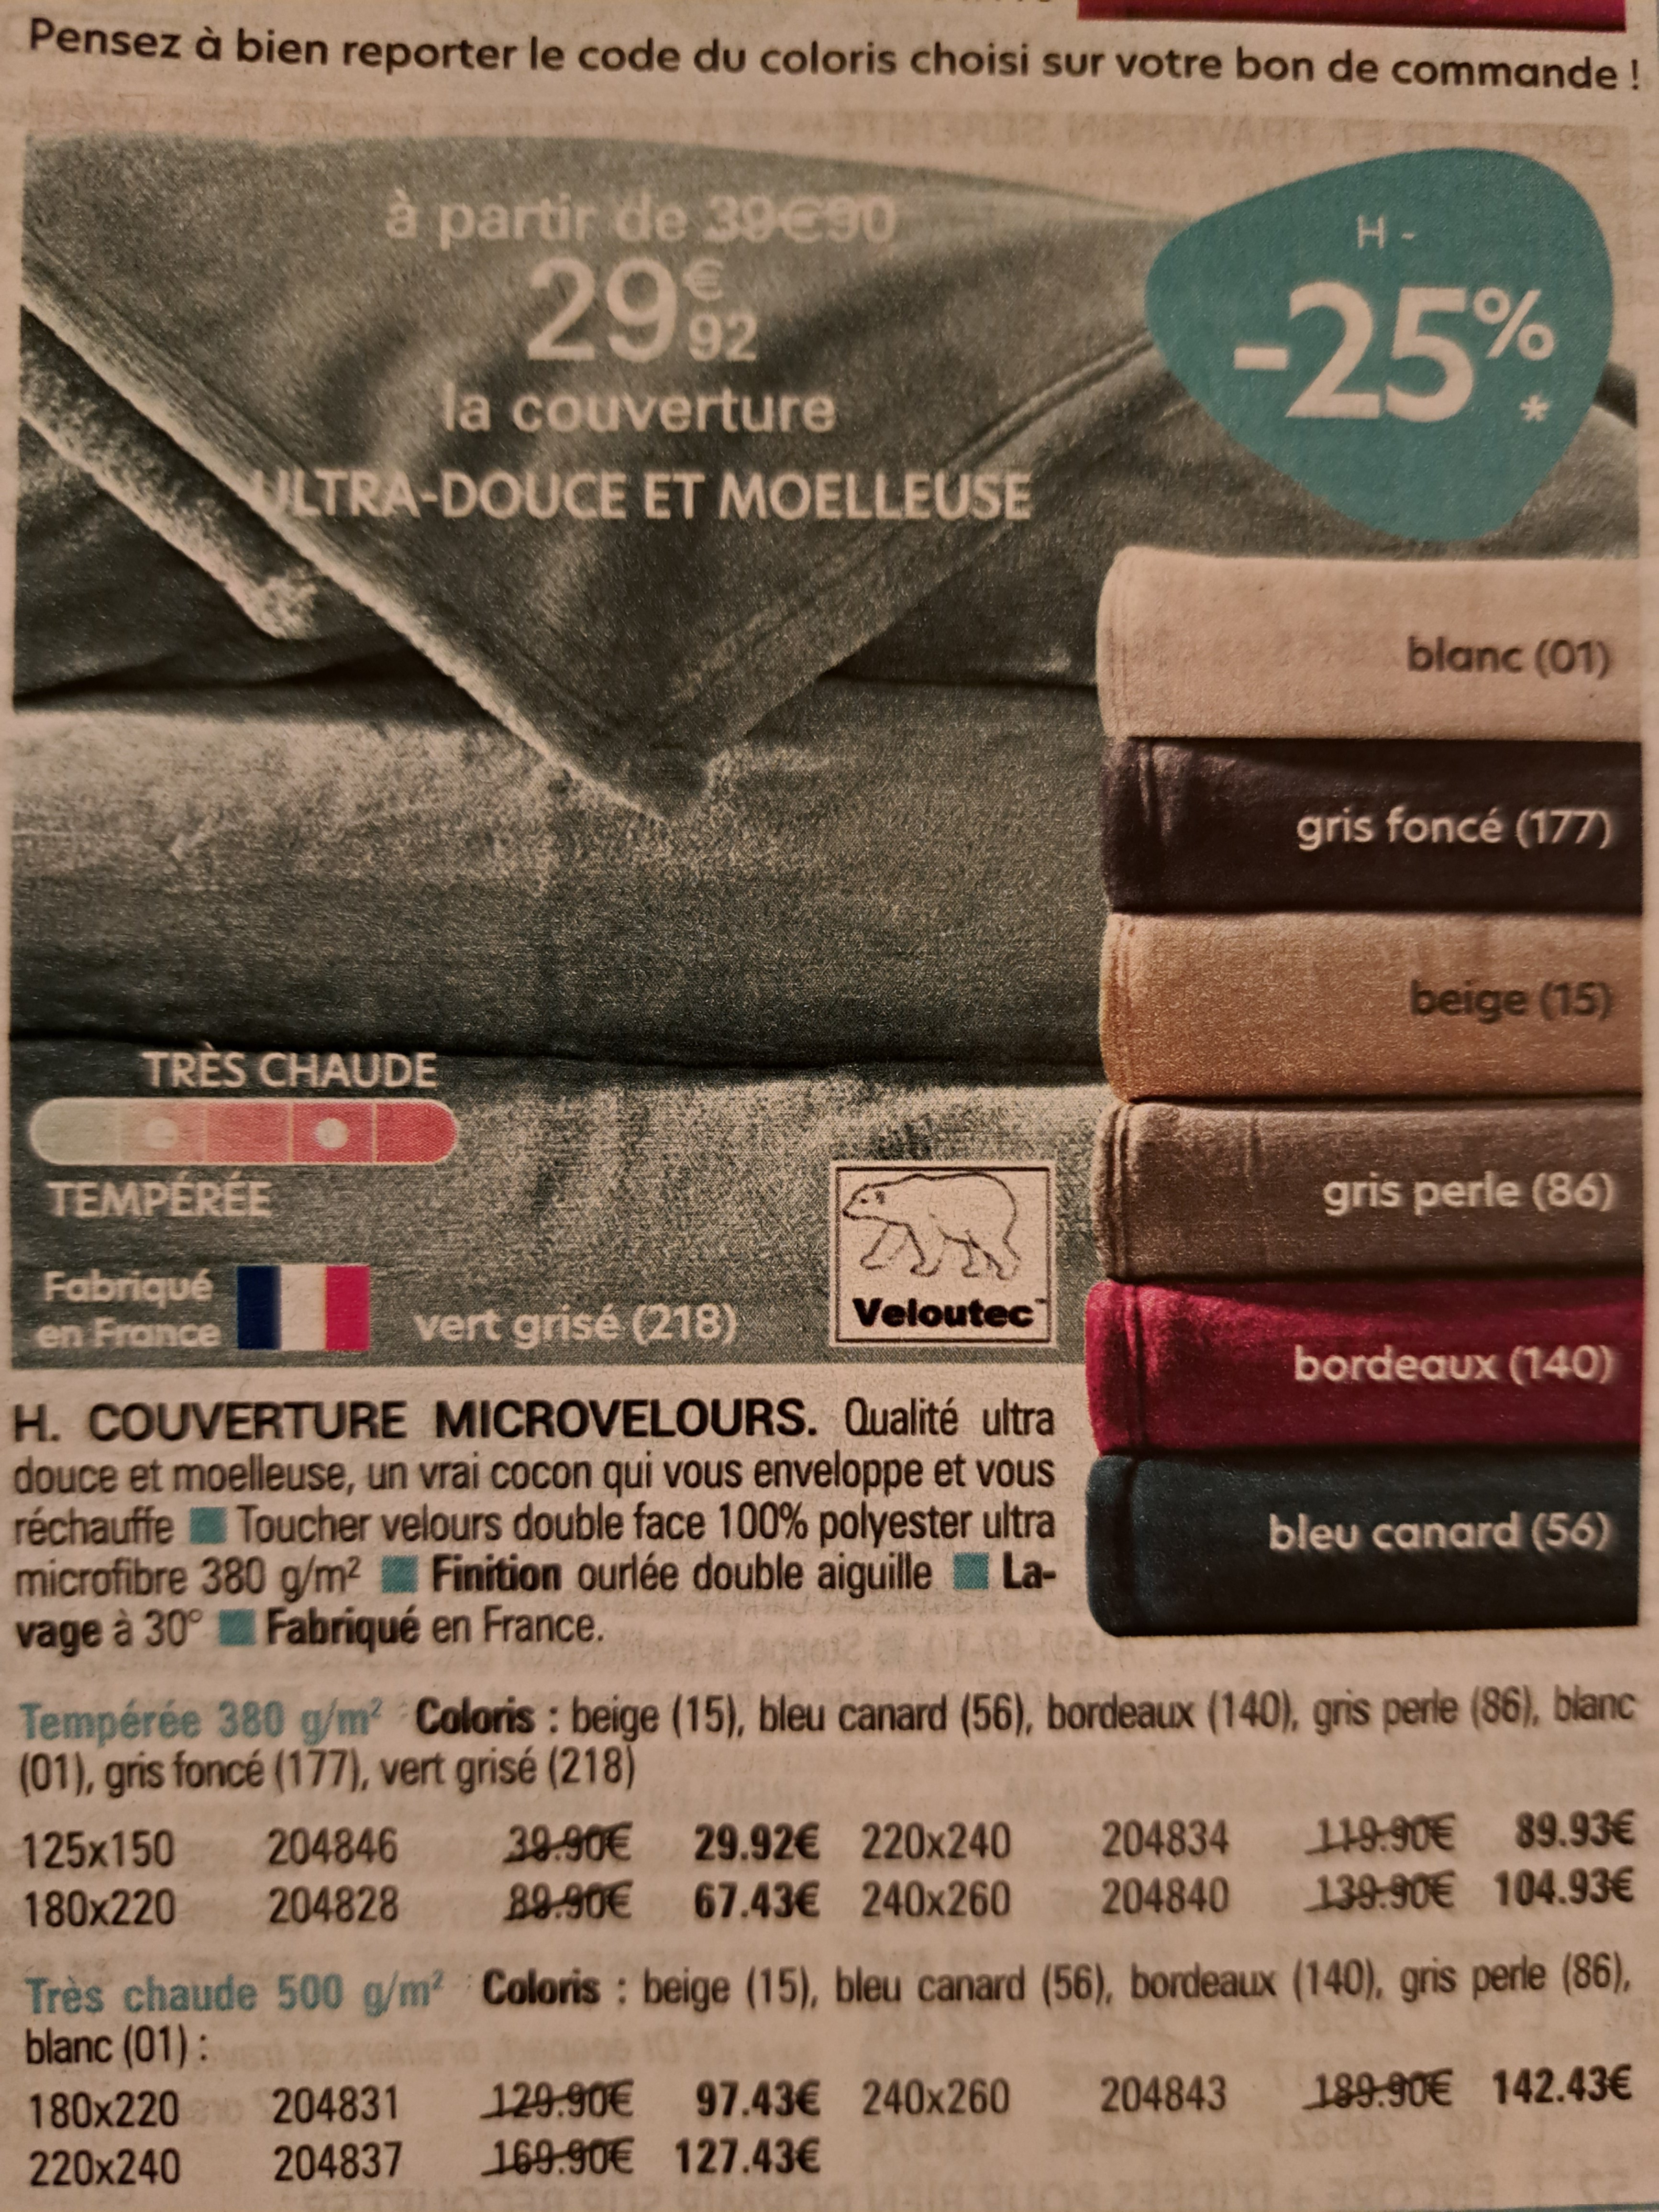 Pensez à bien reporter le code du coloris choisi sur votre bon de commande !
à partir de 39€90
29€92
la couverture
ULTRA-DOUCE ET MOELLEUSE
H -
-25%*
blanc (01)
gris foncé (177)
beige (15)
gris perle (86)
bordeaux (140)
bleu canard (56)
TRÈS CHAUDE
TEMPÉRÉE
Fabriqué
en France
vert grisé (218)
Veloutec™
H. COUVERTURE MICROVELOURS. Qualité ultra
douce et moelleuse, un vrai cocon qui vous enveloppe et vous
réchauffe ■ Toucher velours double face 100% polyester ultra
microfibre 380 g/m² ■ Finition ourlée double aiguille ■ La-
vage à 30° ■ Fabriqué en France.
Tempérée 380 g/m² Coloris : beige (15), bleu canard (56), bordeaux (140), gris perle (86), blanc
(01), gris foncé (177), vert grisé (218)
125x150 204846 39.90€ 29.92€ 220x240 204834 119.90€ 89.93€
180x220 204828 89.90€ 67.43€ 240x260 204840 139.90€ 104.93€
Très chaude 500 g/m² Coloris : beige (15), bleu canard (56), bordeaux (140), gris perle (86),
blanc (01) :
180x220 204831 129.90€ 97.43€ 240x260 204843 189.90€ 142.43€
220x240 204837 169.90€ 127.43€